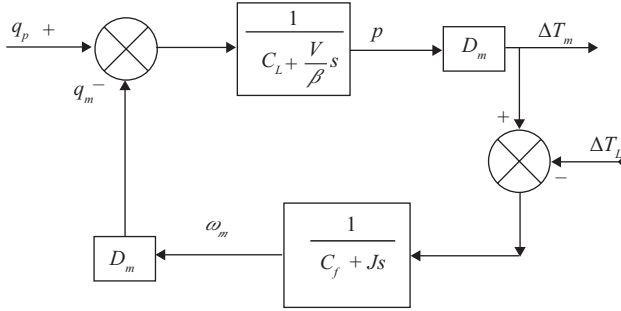 q_p +
1
C_L + V/β s
p
D_m
ΔT_m
q_m −
+
ΔT_L
−
ω_m
1
C_f + Js
D_m